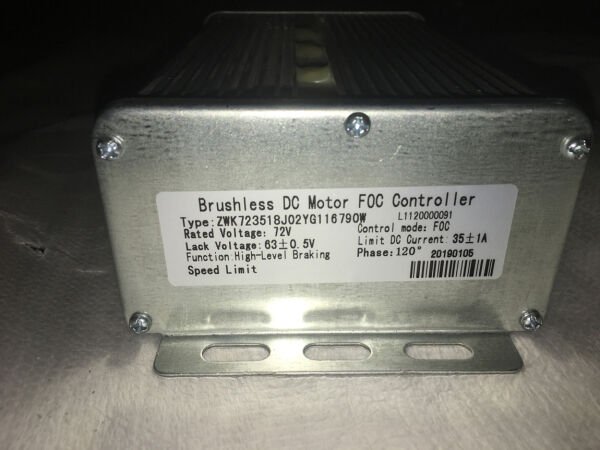 Brushless DC Motor FOC Controller
Type:ZWK723518J02YG116790W L1120000091
Rated Voltage: 72V Control mode: FOC
Lack Voltage: 63±0.5V Limit DC Current: 35±1A
Function:High-Level Braking Phase:120° 20190105
Speed Limit